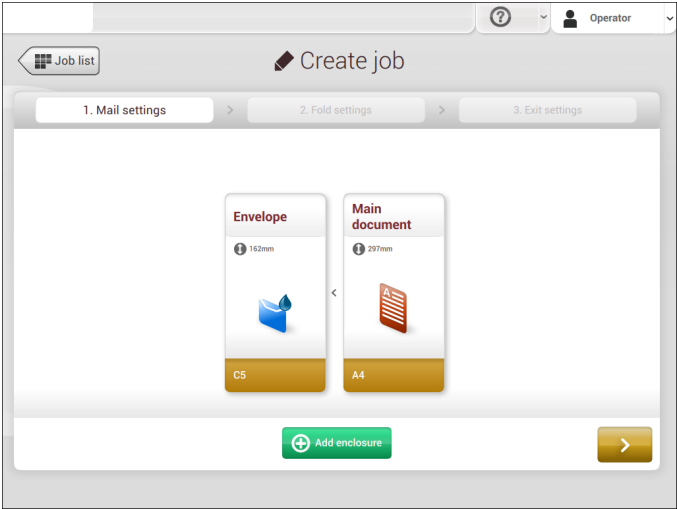 Operator
Job list
Create job
1. Mail settings
2. Fold settings
3. Exit settings
Envelope
162mm
C5
Main
document
297mm
A4
Add enclosure